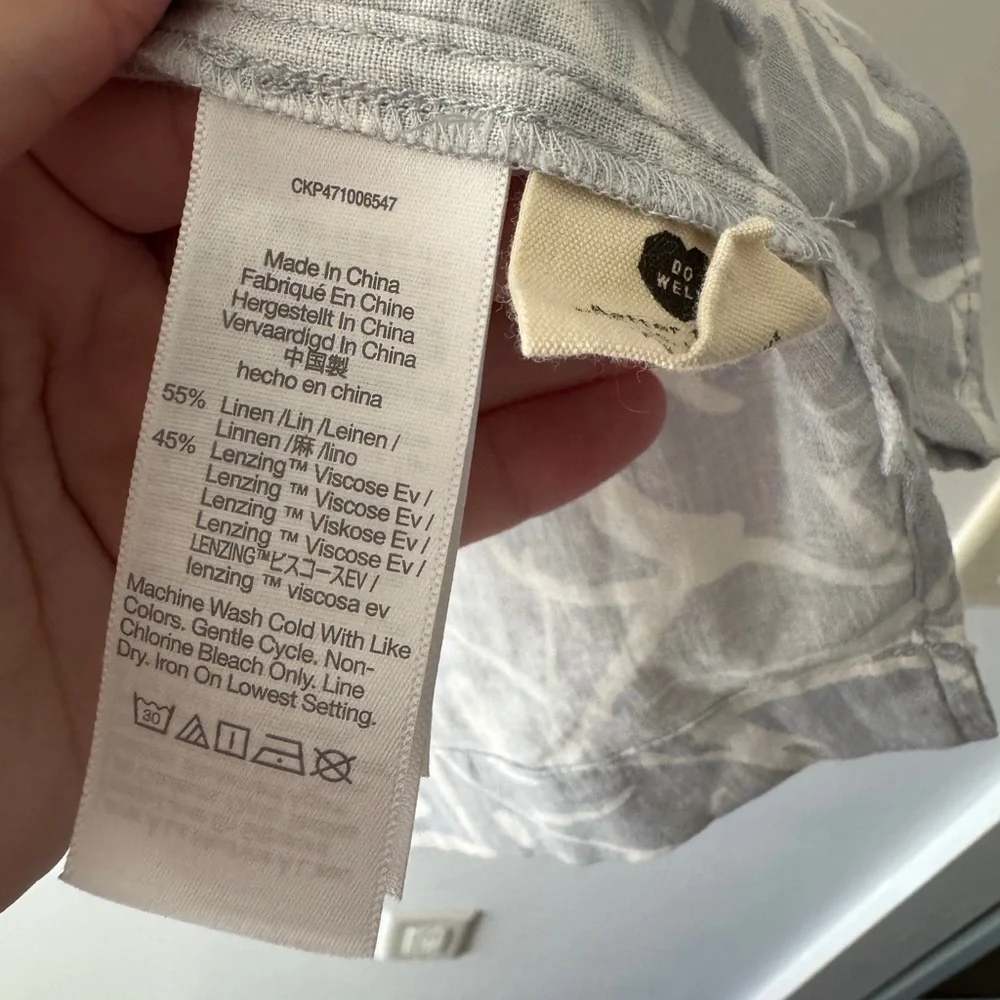 CKP471006547
Made In China
Fabriqué En Chine
Hergestellt In China
Vervaardigd In China
中国製
hecho en china
55% Linen /Lin /Leinen /
Linnen /麻 /lino
45% Lenzing™ Viscose Ev /
Lenzing ™ Viscose Ev /
Lenzing ™ Viskose Ev /
Lenzing ™ Viscose Ev /
LENZING™ビスコースEV /
lenzing ™ viscosa ev
Machine Wash Cold With Like
Colors. Gentle Cycle. Non-
Chlorine Bleach Only. Line
Dry. Iron On Lowest Setting.
30
DO
WEL